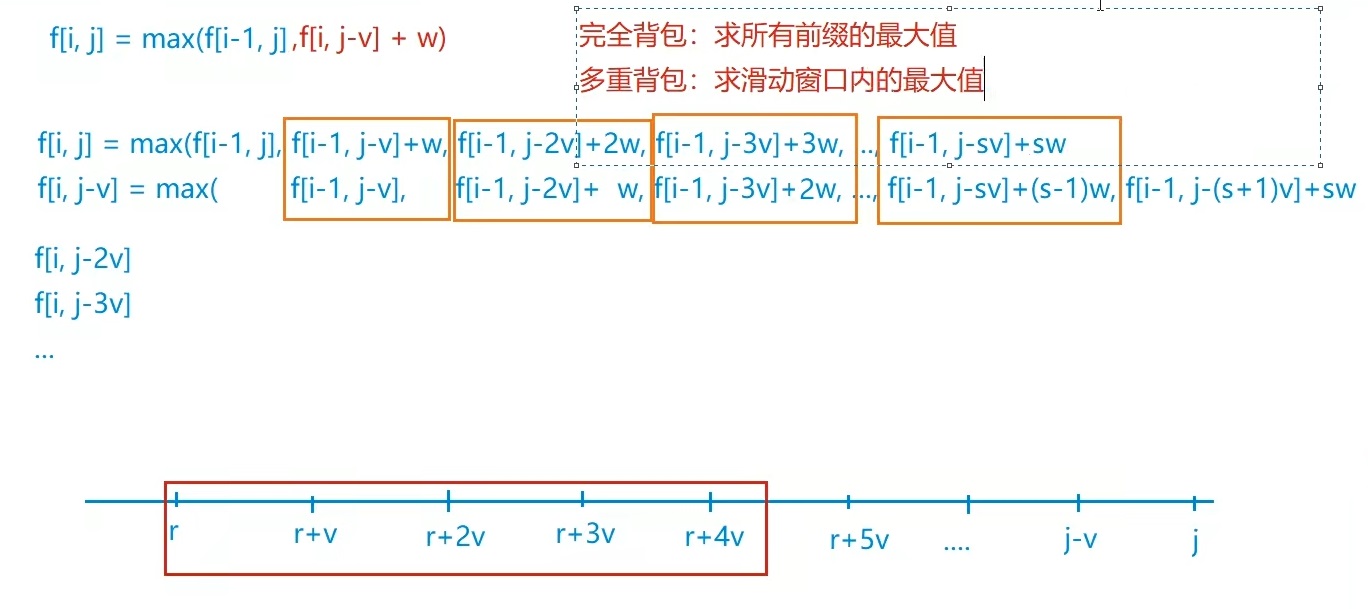 f[i, j] = max(f[i-1, j],f[i, j-v] + w)
完全背包：求所有前缀的最大值
多重背包：求滑动窗口内的最大值
f[i, j] = max(f[i-1, j], f[i-1, j-v]+w, f[i-1, j-2v]+2w, f[i-1, j-3v]+3w, ..., f[i-1, j-sv]+sw
f[i, j-v] = max( f[i-1, j-v], f[i-1, j-2v]+ w, f[i-1, j-3v]+2w, ..., f[i-1, j-sv]+(s-1)w, f[i-1, j-(s+1)v]+sw
f[i, j-2v]
f[i, j-3v]
...
r r+v r+2v r+3v r+4v r+5v .... j-v j